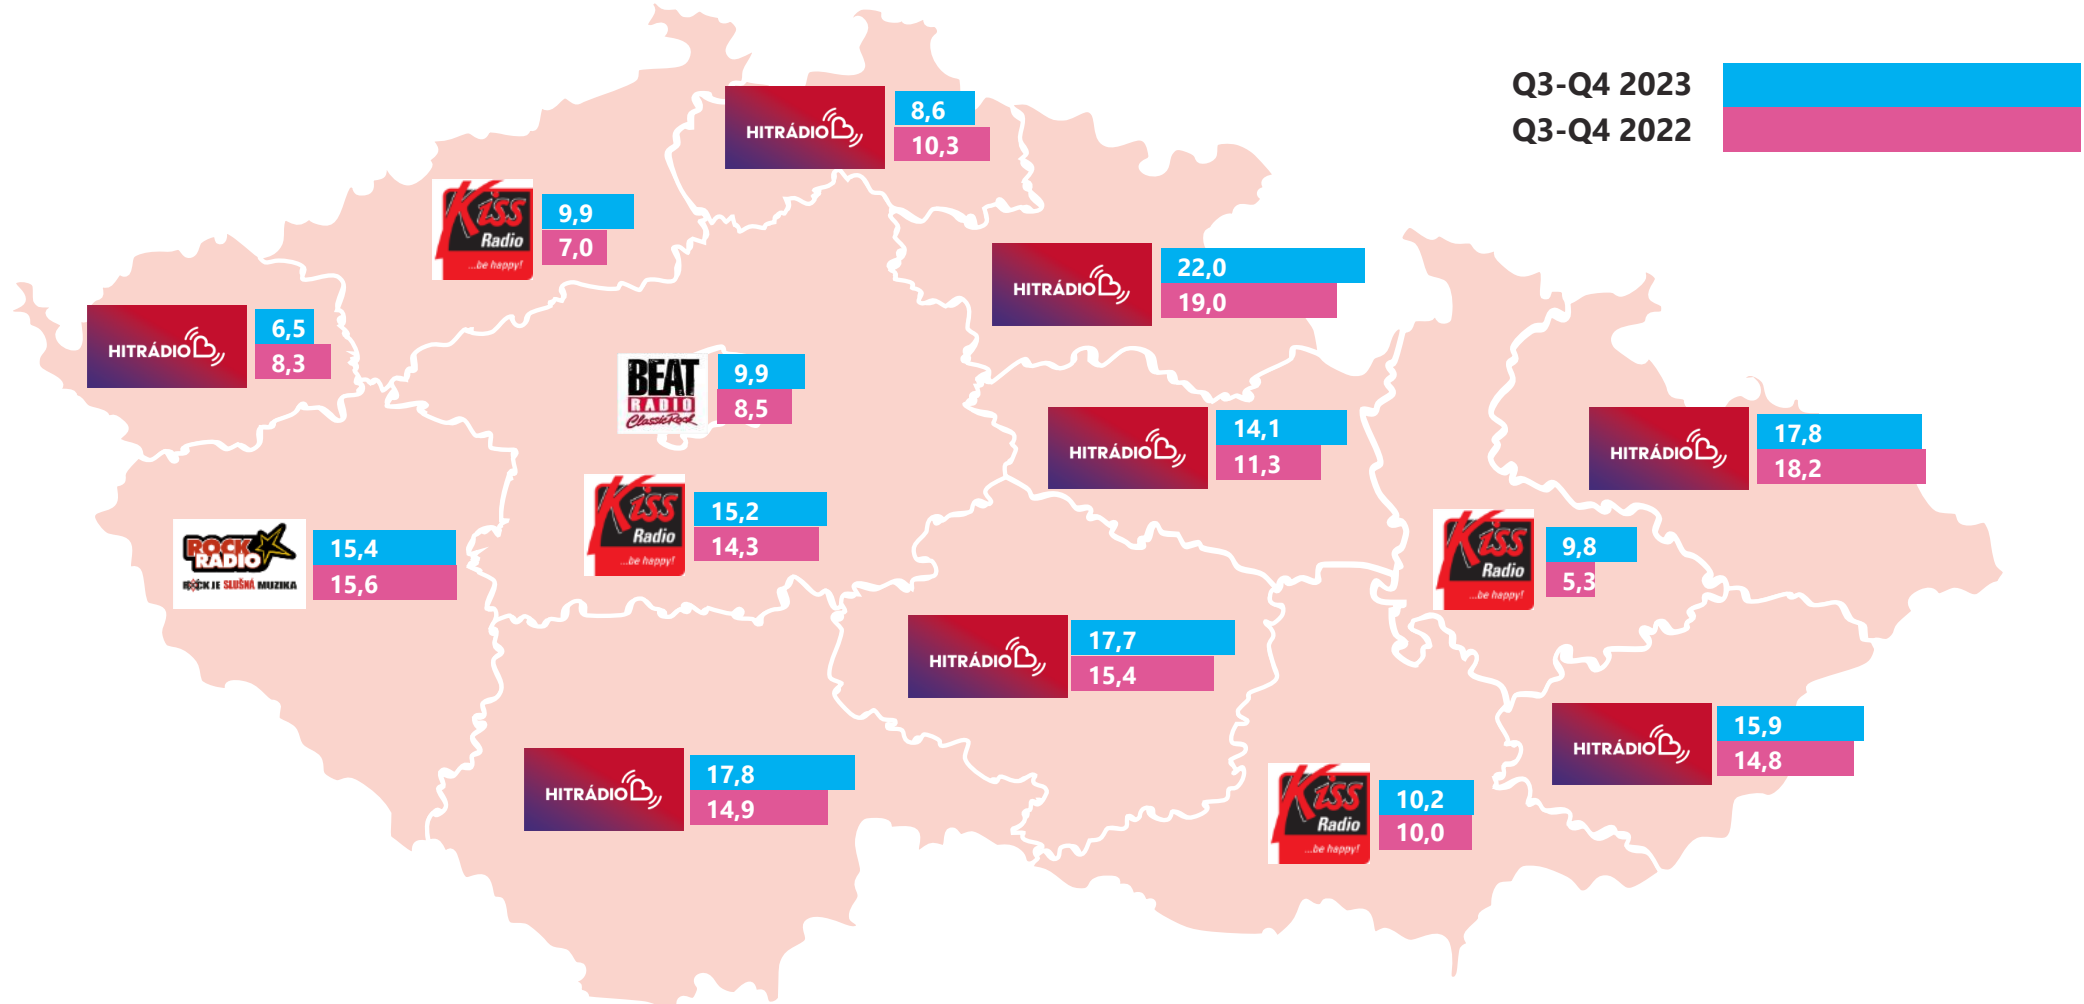 Q3-Q4 2023
Q3-Q4 2022
HITRÁDIO
8,6
10,3
Kiss
Radio
...be happy!
9,9
7,0
HITRÁDIO
22,0
19,0
HITRÁDIO
6,5
8,3
BEAT
RADIO
ClassicRock
9,9
8,5
HITRÁDIO
14,1
11,3
HITRÁDIO
17,8
18,2
Kiss
Radio
...be happy!
15,2
14,3
ROCK
RADIO
ROCK JE SLUŠNÁ MUZIKA
15,4
15,6
Kiss
Radio
...be happy!
9,8
5,3
HITRÁDIO
17,7
15,4
HITRÁDIO
15,9
14,8
HITRÁDIO
17,8
14,9
Kiss
Radio
...be happy!
10,2
10,0